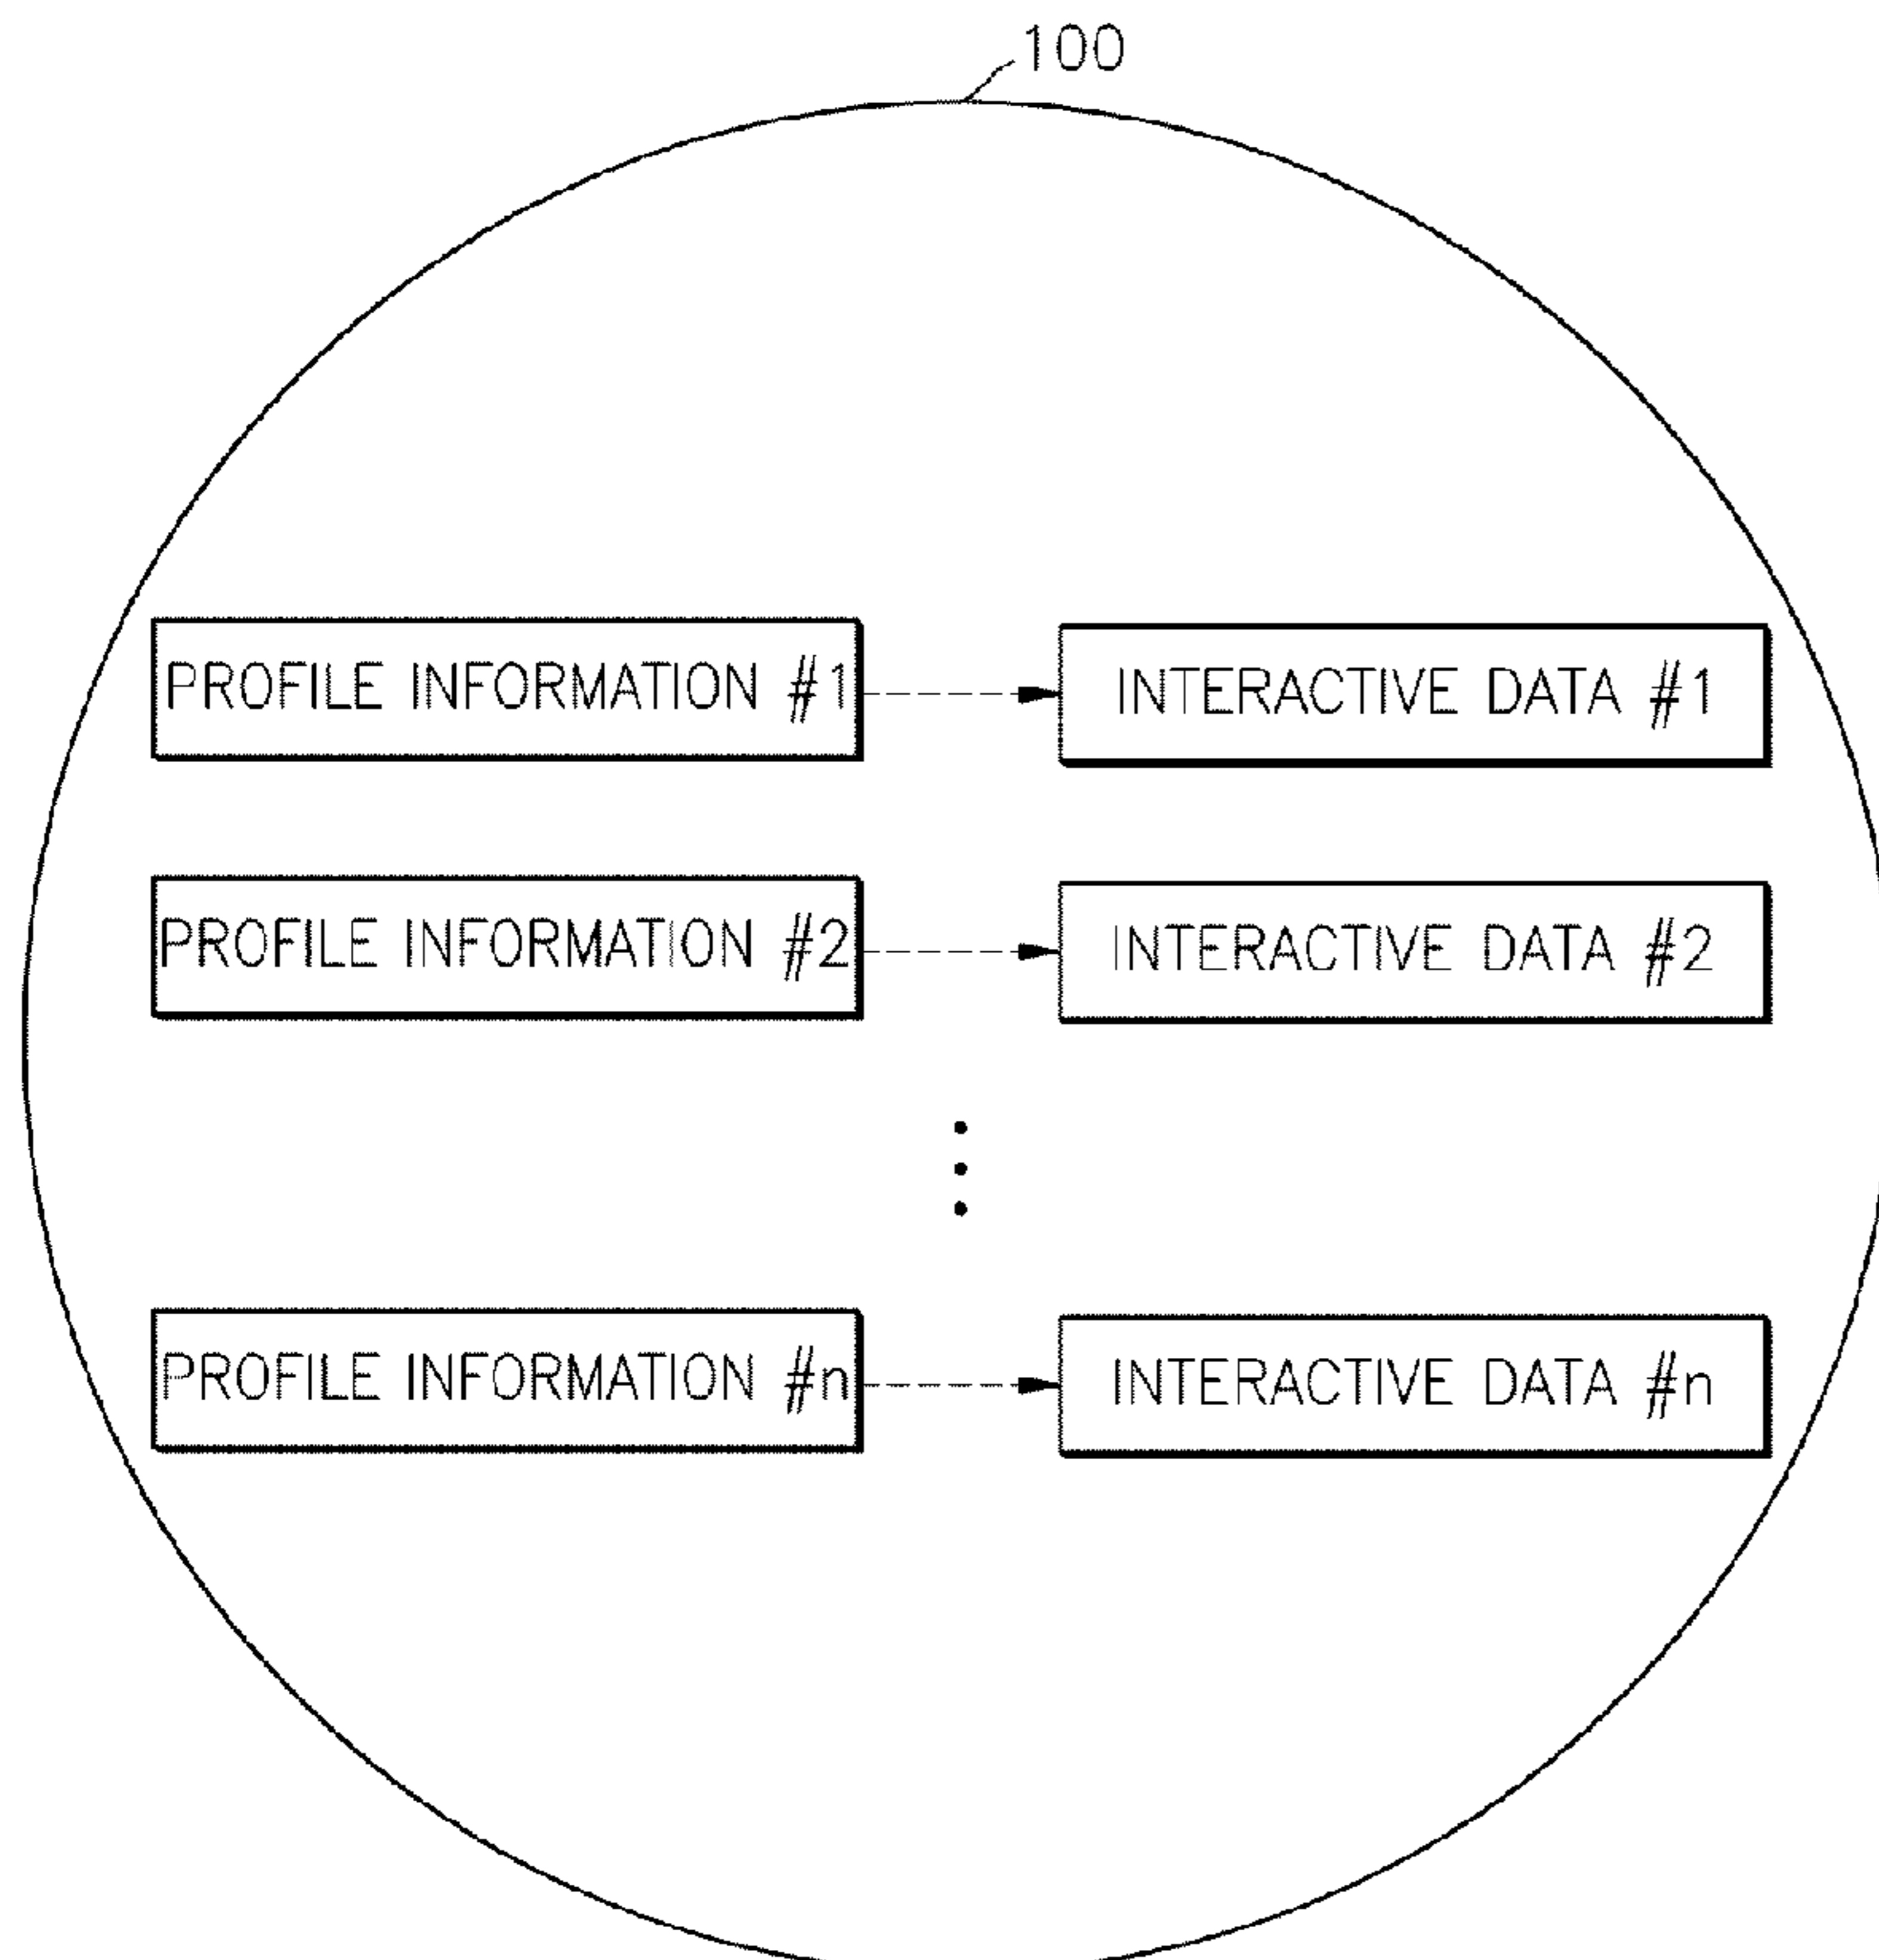 100
PROFILE INFORMATION #1
INTERACTIVE DATA #1
PROFILE INFORMATION #2
INTERACTIVE DATA #2
PROFILE INFORMATION #n
INTERACTIVE DATA #n